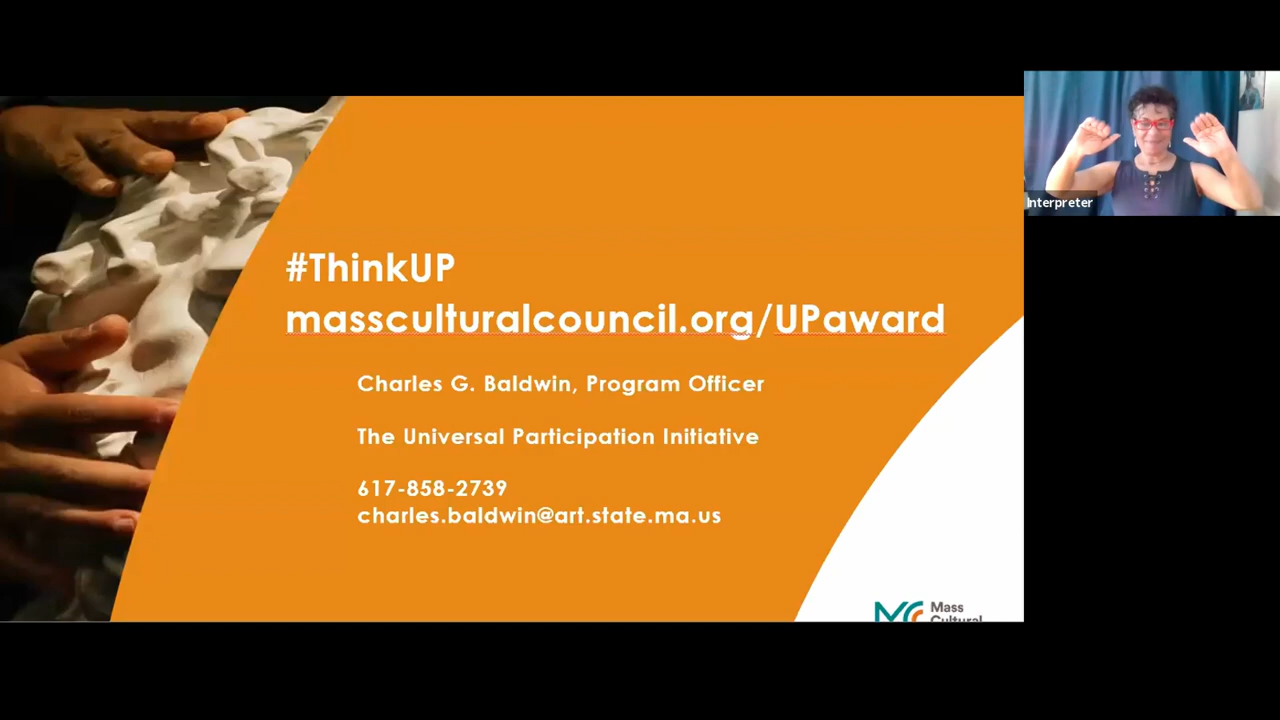 #ThinkUP
massculturalcouncil.org/UPaward
Charles G. Baldwin, Program Officer
The Universal Participation Initiative
617-858-2739
charles.baldwin@art.state.ma.us
Interpreter
Mass
Cultural